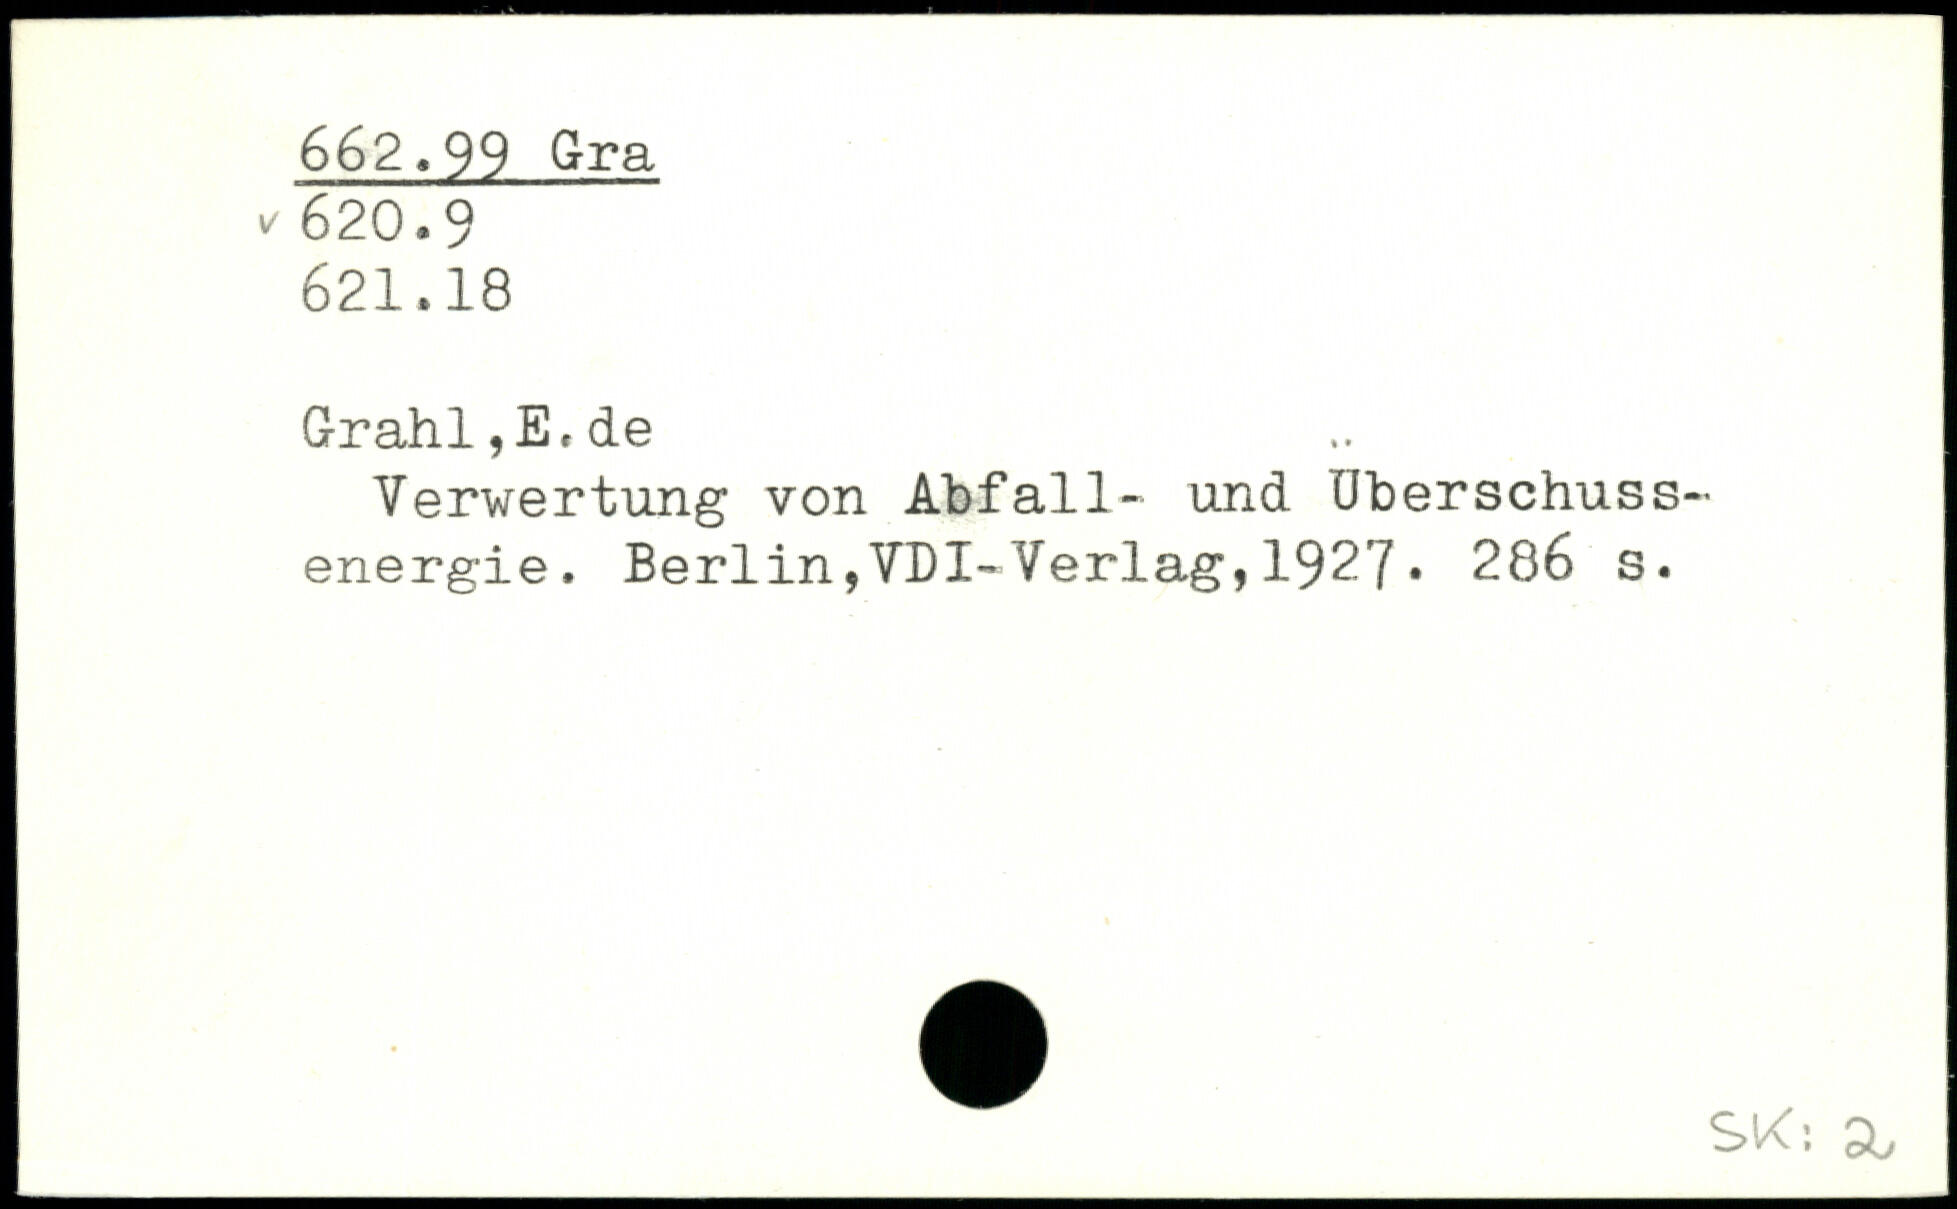 662.99 Gra
v 620.9
621.18
Grahl,E.de
Verwertung von Abfall- und Überschuss-
energie. Berlin,VDI-Verlag,1927. 286 s.
SK: 2